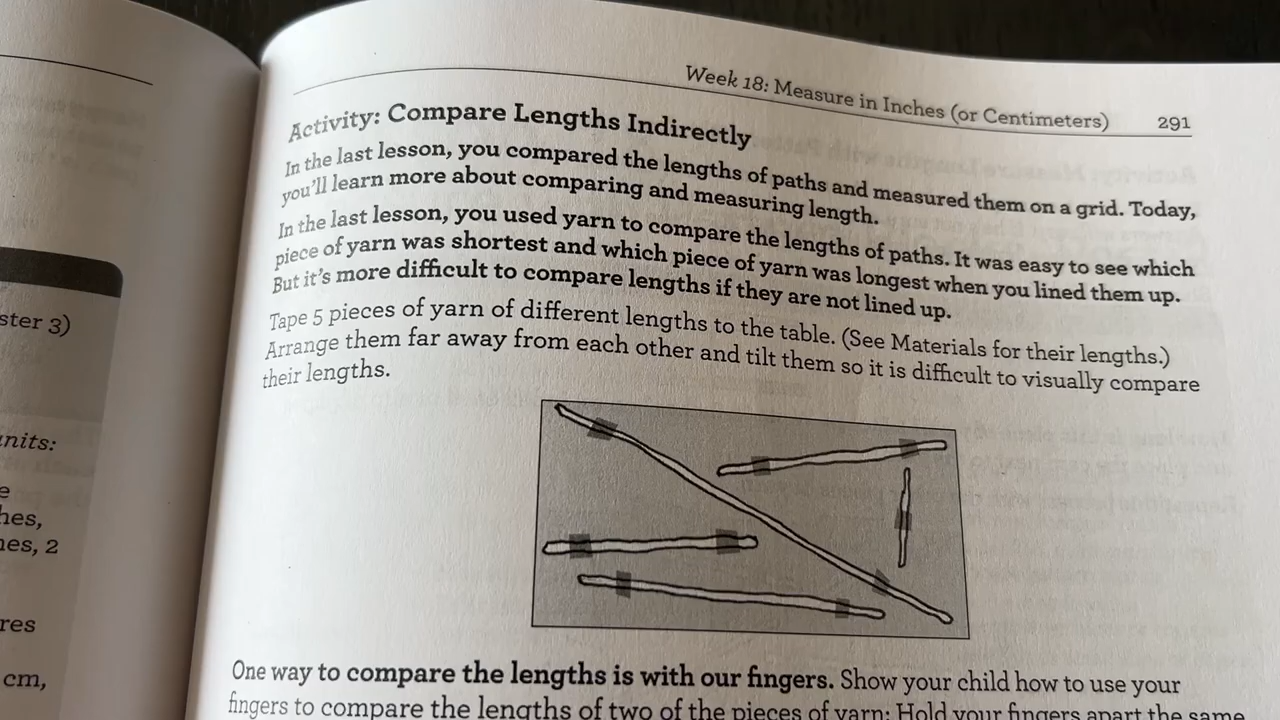 ster 3)
units:
hes,
nes, 2
res
cm,
Week 18: Measure in Inches (or Centimeters) 291
Activity: Compare Lengths Indirectly
In the last lesson, you compared the lengths of paths and measured them on a grid. Today,
you'll learn more about comparing and measuring length.
In the last lesson, you used yarn to compare the lengths of paths. It was easy to see which
piece of yarn was shortest and which piece of yarn was longest when you lined them up.
But it's more difficult to compare lengths if they are not lined up.
Tape 5 pieces of yarn of different lengths to the table. (See Materials for their lengths.)
Arrange them far away from each other and tilt them so it is difficult to visually compare
their lengths.
One way to compare the lengths is with our fingers. Show your child how to use your
fingers to compare the lengths of two of the pieces of yarn: Hold your fingers apart the same